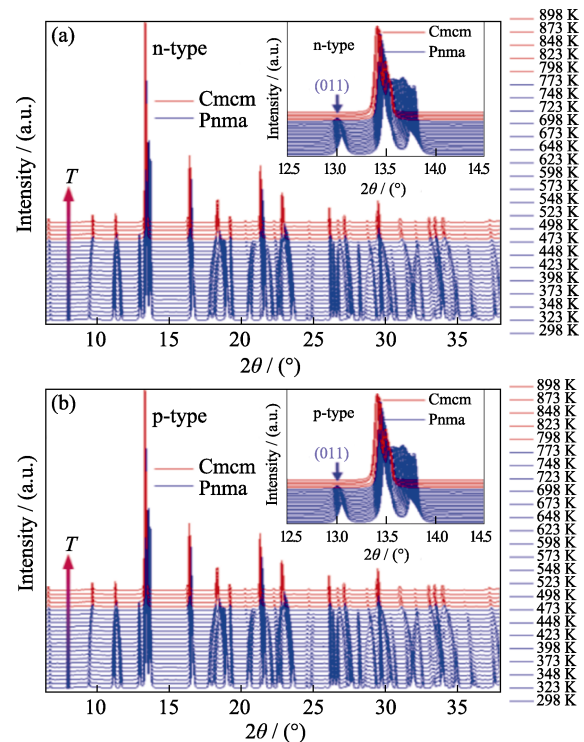 (a)
n-type
Cmcm
Pnma
T
Intensity / (a.u.)
10 15 20 25 30 35
2θ / (°)
n-type
Cmcm
Pnma
(011)
Intensity / (a.u.)
12.5 13.0 13.5 14.0 14.5
2θ / (°)
898 K
873 K
848 K
823 K
798 K
773 K
748 K
723 K
698 K
673 K
648 K
623 K
598 K
573 K
548 K
523 K
498 K
473 K
448 K
423 K
398 K
373 K
348 K
323 K
298 K
(b)
p-type
Cmcm
Pnma
T
Intensity / (a.u.)
10 15 20 25 30 35
2θ / (°)
p-type
Cmcm
Pnma
(011)
Intensity / (a.u.)
12.5 13.0 13.5 14.0 14.5
2θ / (°)
898 K
873 K
848 K
823 K
798 K
773 K
748 K
723 K
698 K
673 K
648 K
623 K
598 K
573 K
548 K
523 K
498 K
473 K
448 K
423 K
398 K
373 K
348 K
323 K
298 K